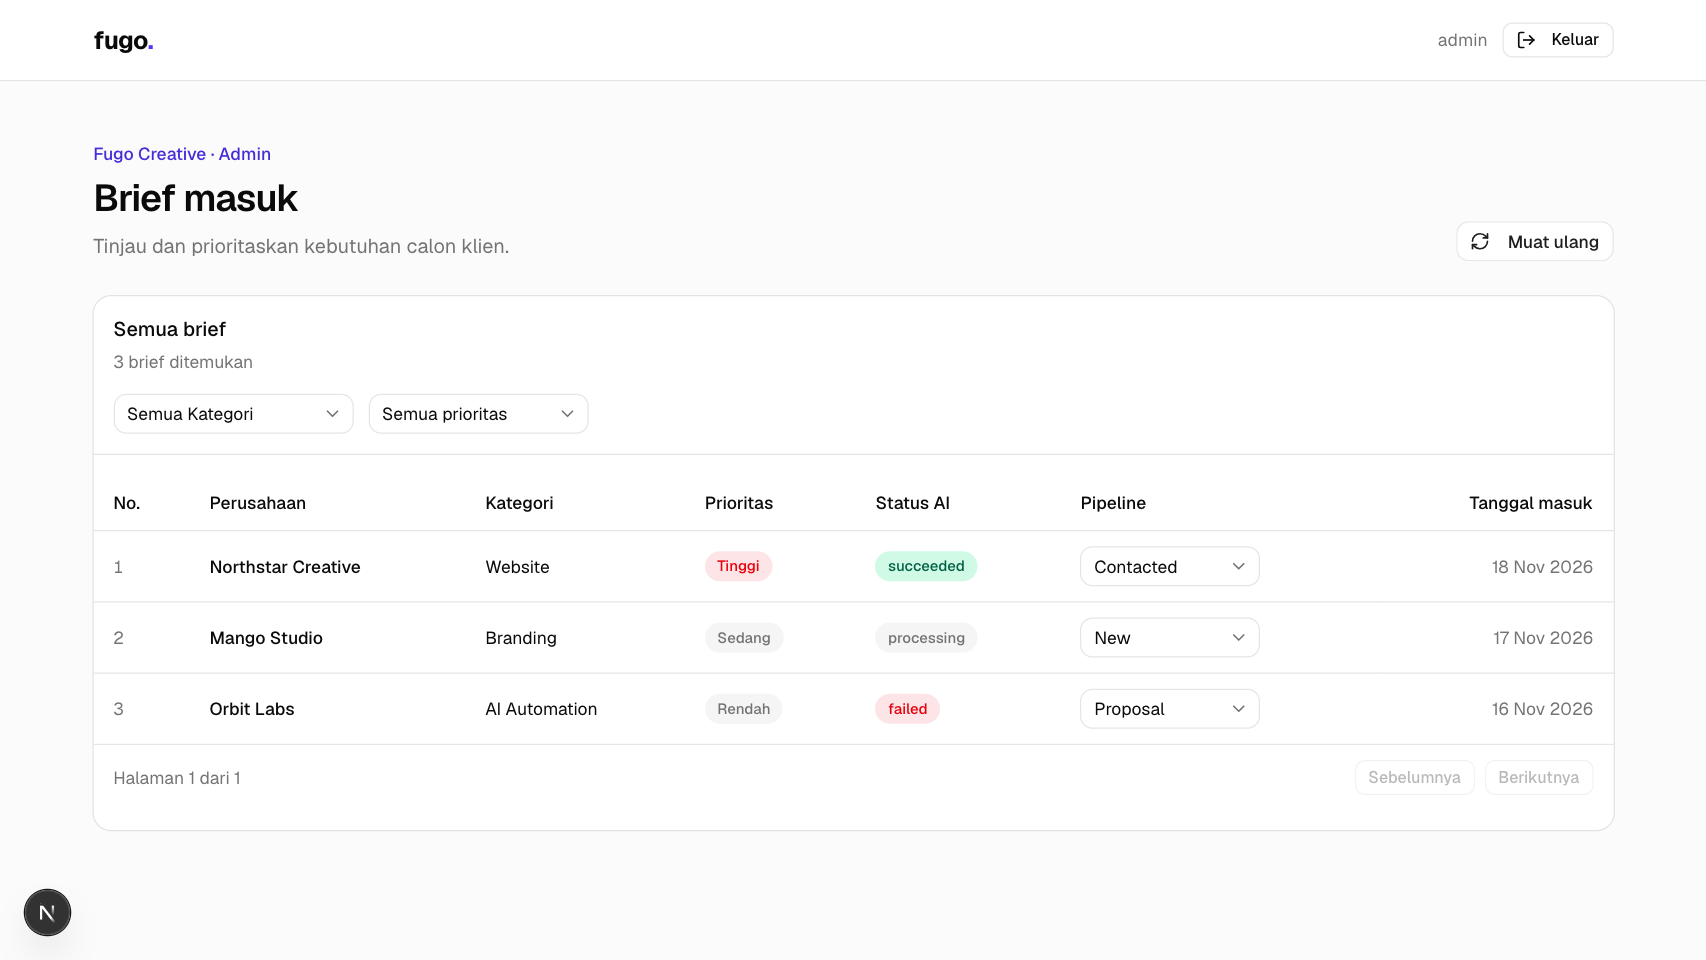 fugo.
admin
Keluar
Fugo Creative · Admin
Brief masuk
Tinjau dan prioritaskan kebutuhan calon klien.
Muat ulang
Semua brief
3 brief ditemukan
Semua Kategori
Semua prioritas
No. Perusahaan Kategori Prioritas Status AI Pipeline Tanggal masuk
1 Northstar Creative Website Tinggi succeeded Contacted 18 Nov 2026
2 Mango Studio Branding Sedang processing New 17 Nov 2026
3 Orbit Labs AI Automation Rendah failed Proposal 16 Nov 2026
Halaman 1 dari 1
Sebelumnya
Berikutnya
N